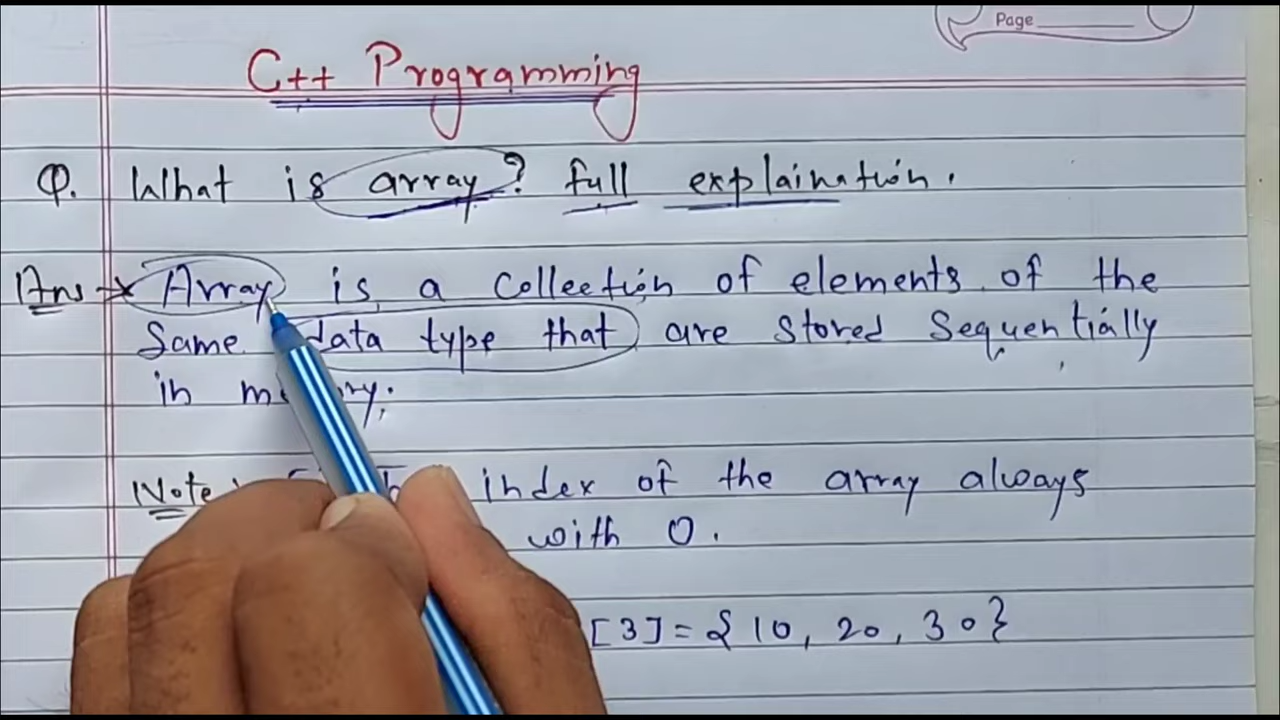 Page
C++ Programming
Q. What is array? full explaination.
Ans → Array is a collection of elements of the
Same data type that are stored Sequentially
in
Note : index of the array always
with 0.
[3] = {10, 20, 30}